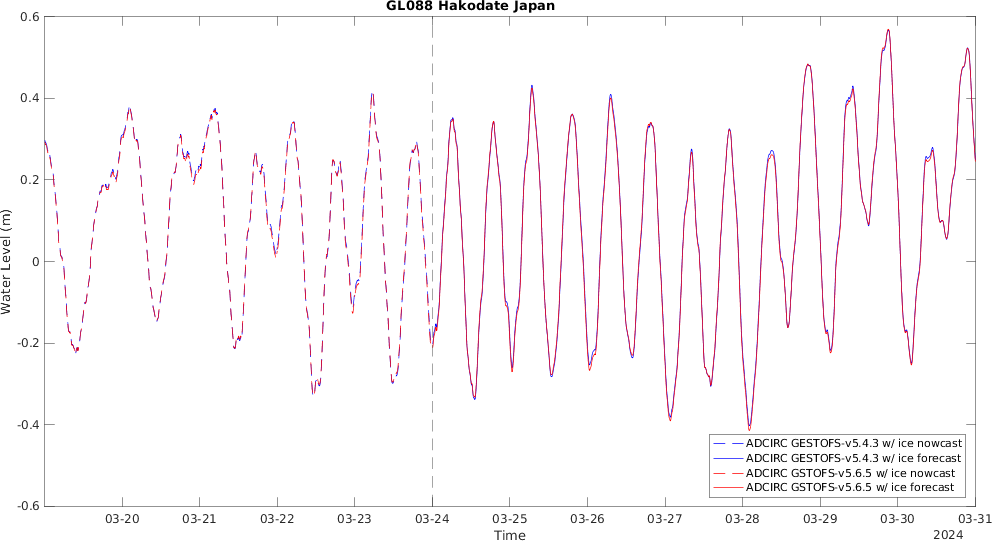 GL088 Hakodate Japan
0.6
0.4
0.2
0
-0.2
-0.4
-0.6
Water Level (m)
ADCIRC GESTOFS-v5.4.3 w/ ice nowcast
ADCIRC GESTOFS-v5.4.3 w/ ice forecast
ADCIRC GSTOFS-v5.6.5 w/ ice nowcast
ADCIRC GSTOFS-v5.6.5 w/ ice forecast
03-20 03-21 03-22 03-23 03-24 03-25 03-26 03-27 03-28 03-29 03-30 03-31
Time
2024